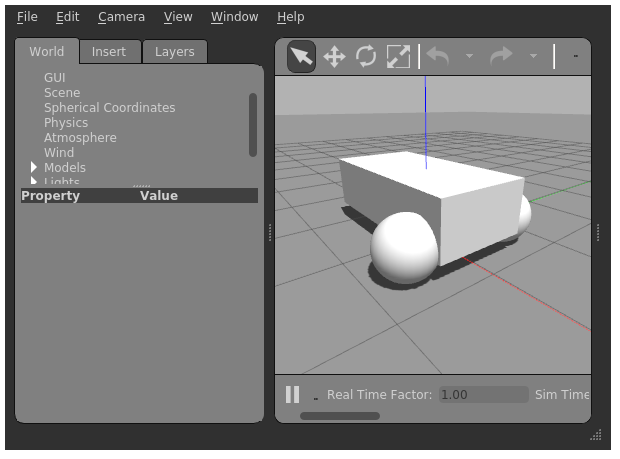 File Edit Camera View Window Help
World Insert Layers
GUI
Scene
Spherical Coordinates
Physics
Atmosphere
Wind
Models
Lights
Property Value
Real Time Factor: 1.00 Sim Time